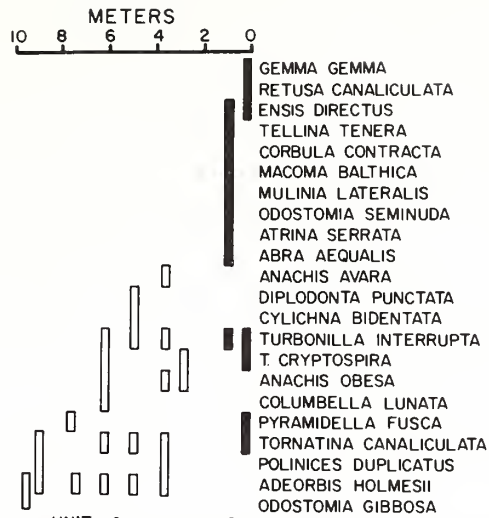 METERS
10 8 6 4 2 0
GEMMA GEMMA
RETUSA CANALICULATA
ENSIS DIRECTUS
TELLINA TENERA
CORBULA CONTRACTA
MACOMA BALTHICA
MULINIA LATERALIS
ODOSTOMIA SEMINUDA
ATRINA SERRATA
ABRA AEQUALIS
ANACHIS AVARA
DIPLODONTA PUNCTATA
CYLICHNA BIDENTATA
TURBONILLA INTERRUPTA
T. CRYPTOSPIRA
ANACHIS OBESA
COLUMBELLA LUNATA
PYRAMIDELLA FUSCA
TORNATINA CANALICULATA
POLINICES DUPLICATUS
ADEORBIS HOLMESII
ODOSTOMIA GIBBOSA